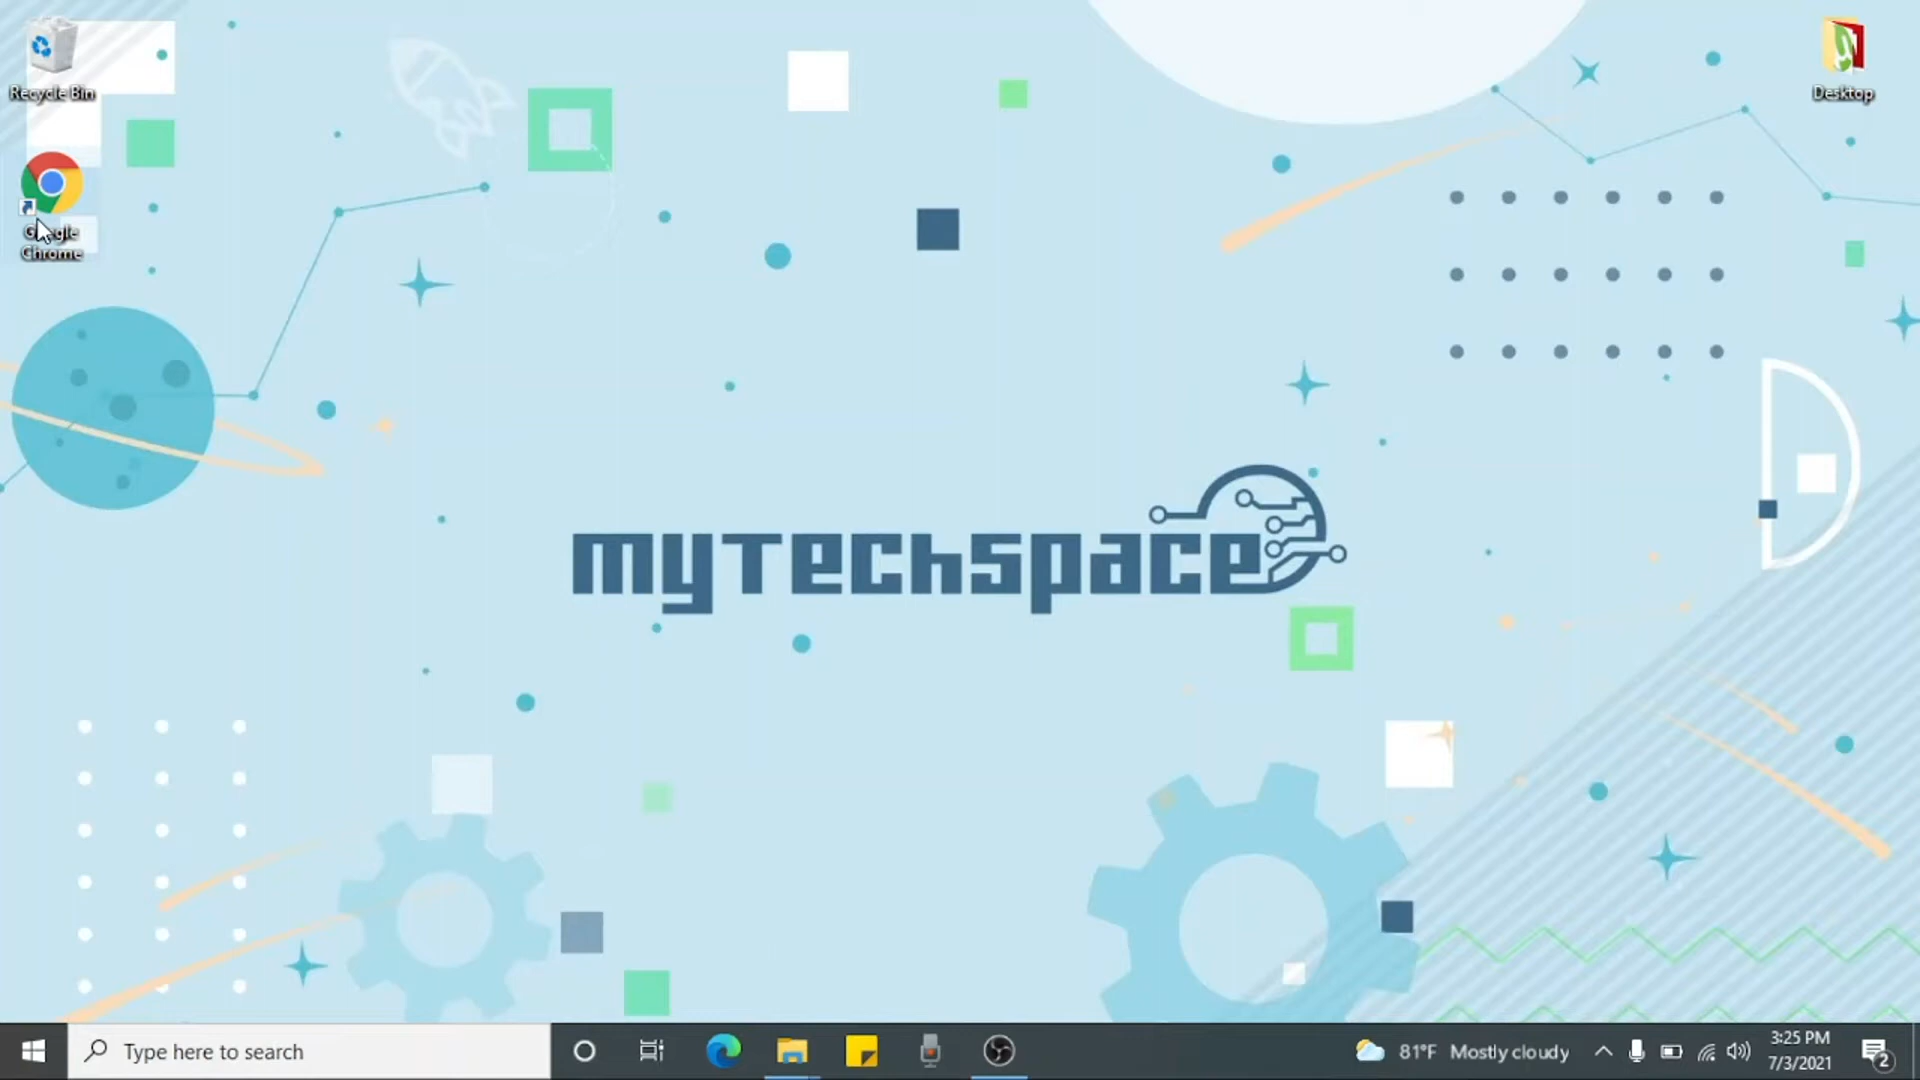 Recycle Bin
Desktop
Google
Chrome
myTechSpace
Type here to search
81°F Mostly cloudy
3:25 PM
7/3/2021
2